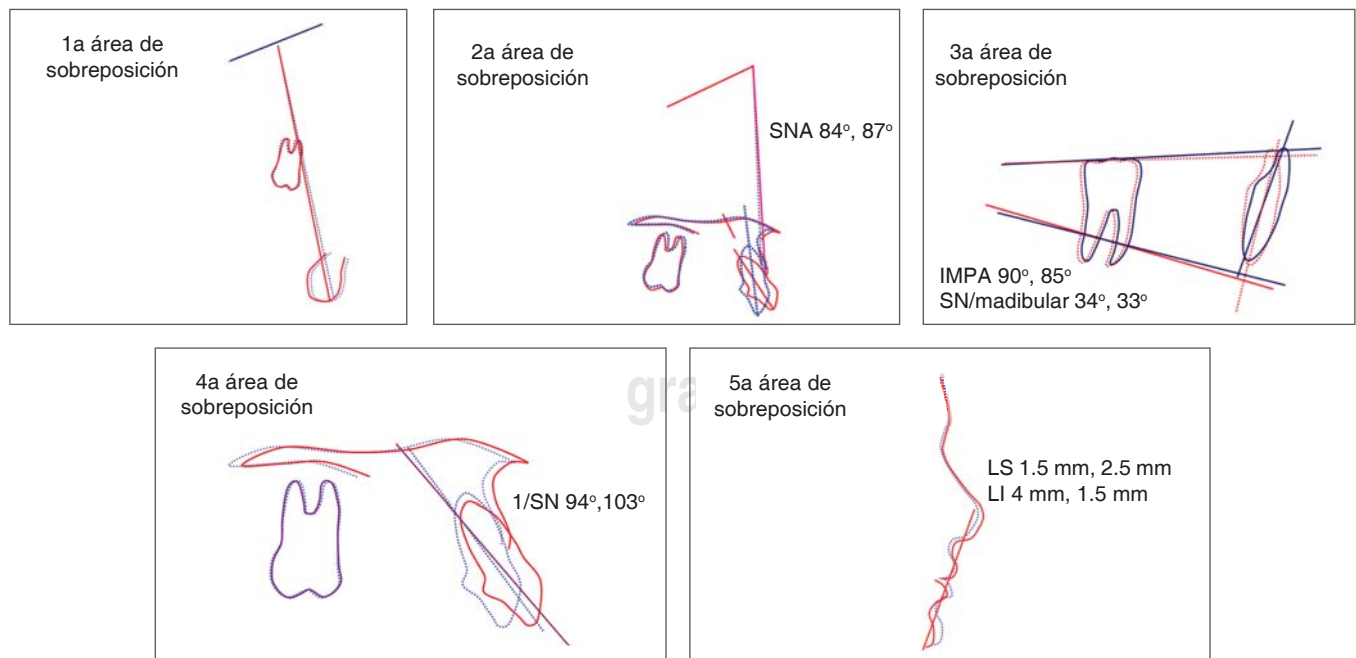 1a área de
sobreposición
2a área de
sobreposición
SNA 84º, 87º
3a área de
sobreposición
IMPA 90º, 85º
SN/madibular 34º, 33º
4a área de
sobreposición
1/SN 94º,103º
5a área de
sobreposición
LS 1.5 mm, 2.5 mm
LI 4 mm, 1.5 mm